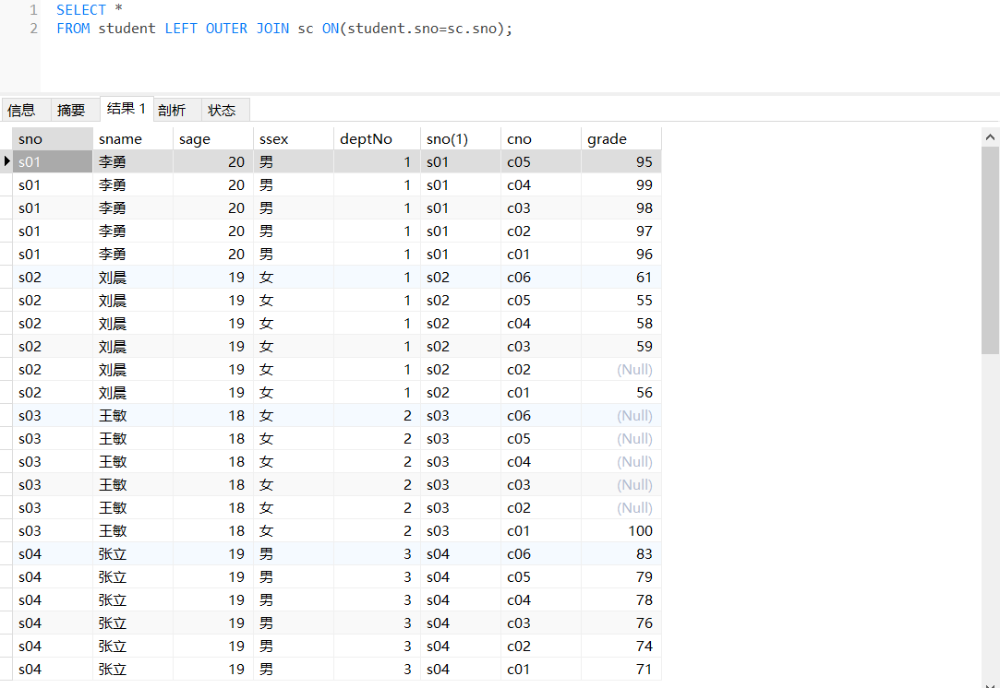 1 SELECT *
2 FROM student LEFT OUTER JOIN sc ON(student.sno=sc.sno);
信息 摘要 结果 1 剖析 状态
sno sname sage ssex deptNo sno(1) cno grade
s01 李勇 20 男 1 s01 c05 95
s01 李勇 20 男 1 s01 c04 99
s01 李勇 20 男 1 s01 c03 98
s01 李勇 20 男 1 s01 c02 97
s01 李勇 20 男 1 s01 c01 96
s02 刘晨 19 女 1 s02 c06 61
s02 刘晨 19 女 1 s02 c05 55
s02 刘晨 19 女 1 s02 c04 58
s02 刘晨 19 女 1 s02 c03 59
s02 刘晨 19 女 1 s02 c02 (Null)
s02 刘晨 19 女 1 s02 c01 56
s03 王敏 18 女 2 s03 c06 (Null)
s03 王敏 18 女 2 s03 c05 (Null)
s03 王敏 18 女 2 s03 c04 (Null)
s03 王敏 18 女 2 s03 c03 (Null)
s03 王敏 18 女 2 s03 c02 (Null)
s03 王敏 18 女 2 s03 c01 100
s04 张立 19 男 3 s04 c06 83
s04 张立 19 男 3 s04 c05 79
s04 张立 19 男 3 s04 c04 78
s04 张立 19 男 3 s04 c03 76
s04 张立 19 男 3 s04 c02 74
s04 张立 19 男 3 s04 c01 71